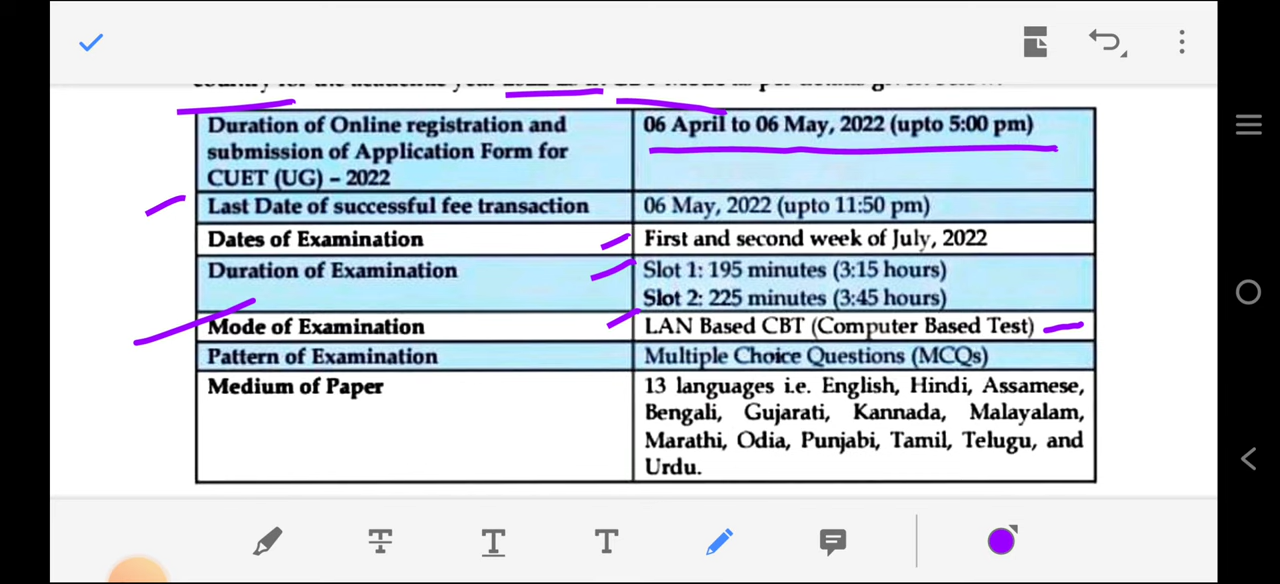 Duration of Online registration and
submission of Application Form for
CUET (UG) – 2022
06 April to 06 May, 2022 (upto 5:00 pm)
Last Date of successful fee transaction
06 May, 2022 (upto 11:50 pm)
Dates of Examination
First and second week of July, 2022
Duration of Examination
Slot 1: 195 minutes (3:15 hours)
Slot 2: 225 minutes (3:45 hours)
Mode of Examination
LAN Based CBT (Computer Based Test)
Pattern of Examination
Multiple Choice Questions (MCQs)
Medium of Paper
13 languages i.e. English, Hindi, Assamese,
Bengali, Gujarati, Kannada, Malayalam,
Marathi, Odia, Punjabi, Tamil, Telugu, and
Urdu.